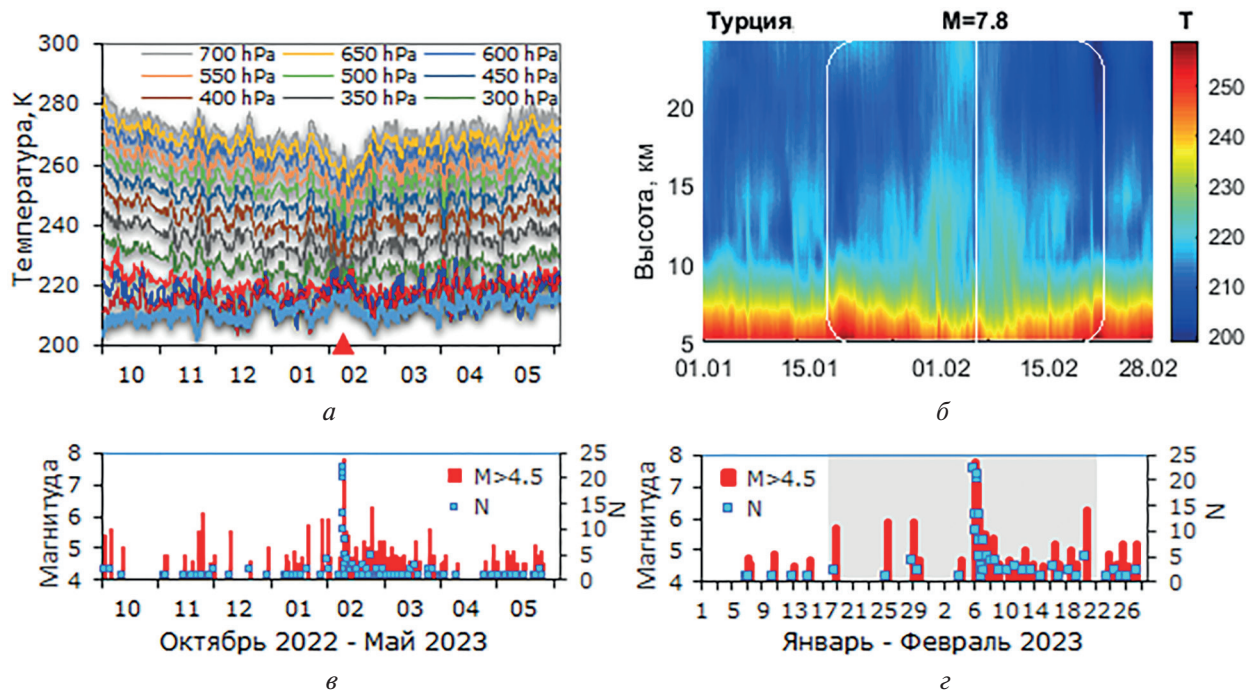 300
280
260
240
220
200
Температура,К
700 hPa 650 hPa 600 hPa
550 hPa 500 hPa 450 hPa
400 hPa 350 hPa 300 hPa
10 11 12 01 02 03 04 05
а
Турция M=7.8 T
20
15
10
5
Высота, км
250
240
230
220
210
200
01.01 15.01 01.02 15.02 28.02
б
8
7
6
5
4
Магнитуда
M>4.5
N
25
20
15
10
5
0
N
10 11 12 01 02 03 04 05
Октябрь 2022 - Май 2023
в
8
7
6
5
4
Магнитуда
M>4.5
N
25
20
15
10
5
0
N
1 5 9 13 17 21 25 29 2 6 10 14 18 22 26
Январь - Февраль 2023
г